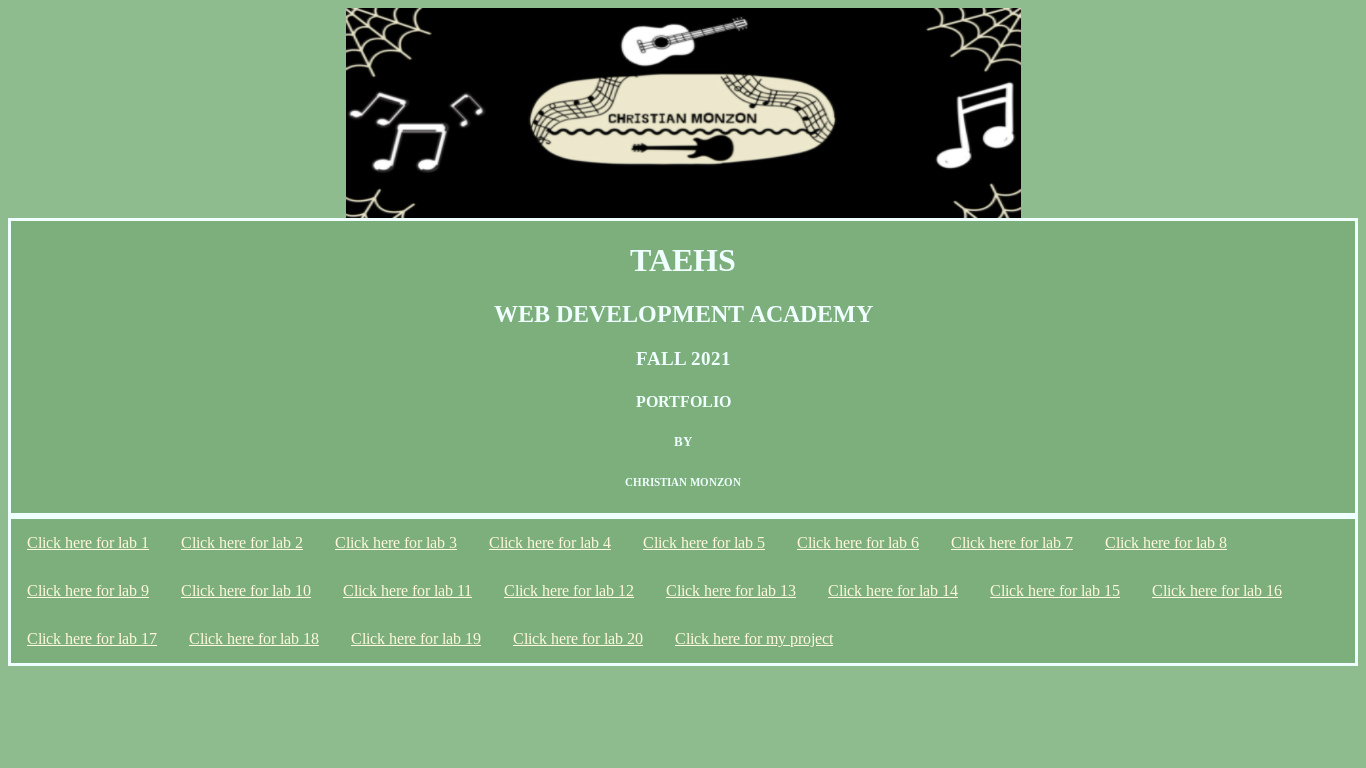 CHRISTIAN MONZON
TAEHS
WEB DEVELOPMENT ACADEMY
FALL 2021
PORTFOLIO
BY
CHRISTIAN MONZON
Click here for lab 1 Click here for lab 2 Click here for lab 3 Click here for lab 4 Click here for lab 5 Click here for lab 6 Click here for lab 7 Click here for lab 8
Click here for lab 9 Click here for lab 10 Click here for lab 11 Click here for lab 12 Click here for lab 13 Click here for lab 14 Click here for lab 15 Click here for lab 16
Click here for lab 17 Click here for lab 18 Click here for lab 19 Click here for lab 20 Click here for my project